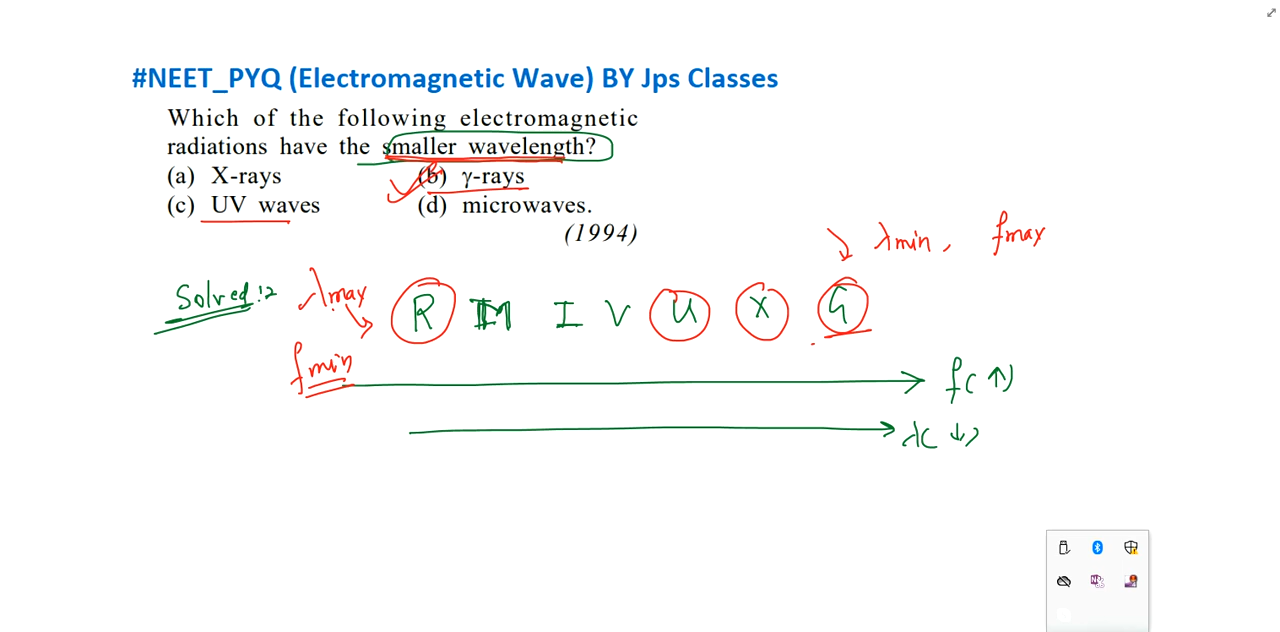 #NEET_PYQ (Electromagnetic Wave) BY Jps Classes
Which of the following electromagnetic
radiations have the smaller wavelength?
(a) X-rays (b) γ-rays
(c) UV waves (d) microwaves.
(1994)
λmin, fmax
Solved:- λmax R M I V U X G
fmin
f(↑)
λ(↓)